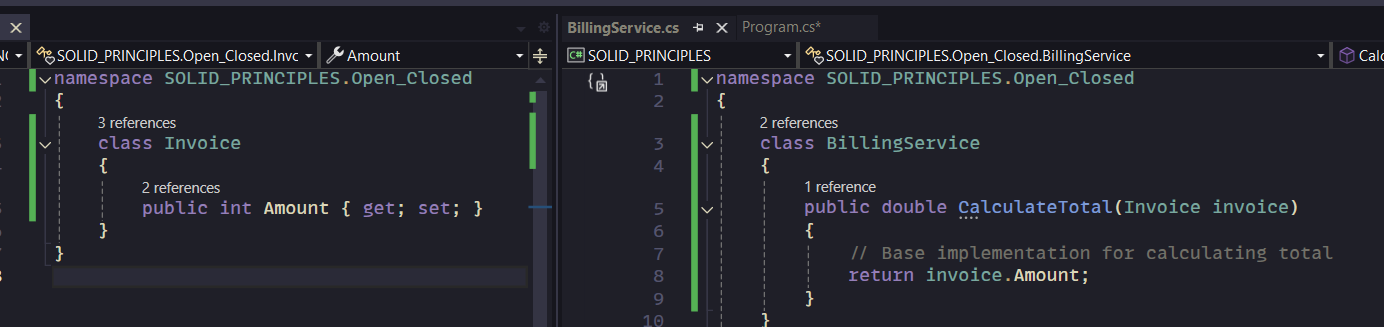 BillingService.cs
Program.cs*
SOLID_PRINCIPLES.Open_Closed.Invc
Amount
namespace SOLID_PRINCIPLES.Open_Closed
{
3 references
class Invoice
{
2 references
public int Amount { get; set; }
}
}
C# SOLID_PRINCIPLES
SOLID_PRINCIPLES.Open_Closed.BillingService
Calc
1 namespace SOLID_PRINCIPLES.Open_Closed
2 {
2 references
3 class BillingService
4 {
1 reference
5 public double CalculateTotal(Invoice invoice)
6 {
7 // Base implementation for calculating total
8 return invoice.Amount;
9 }
10 }